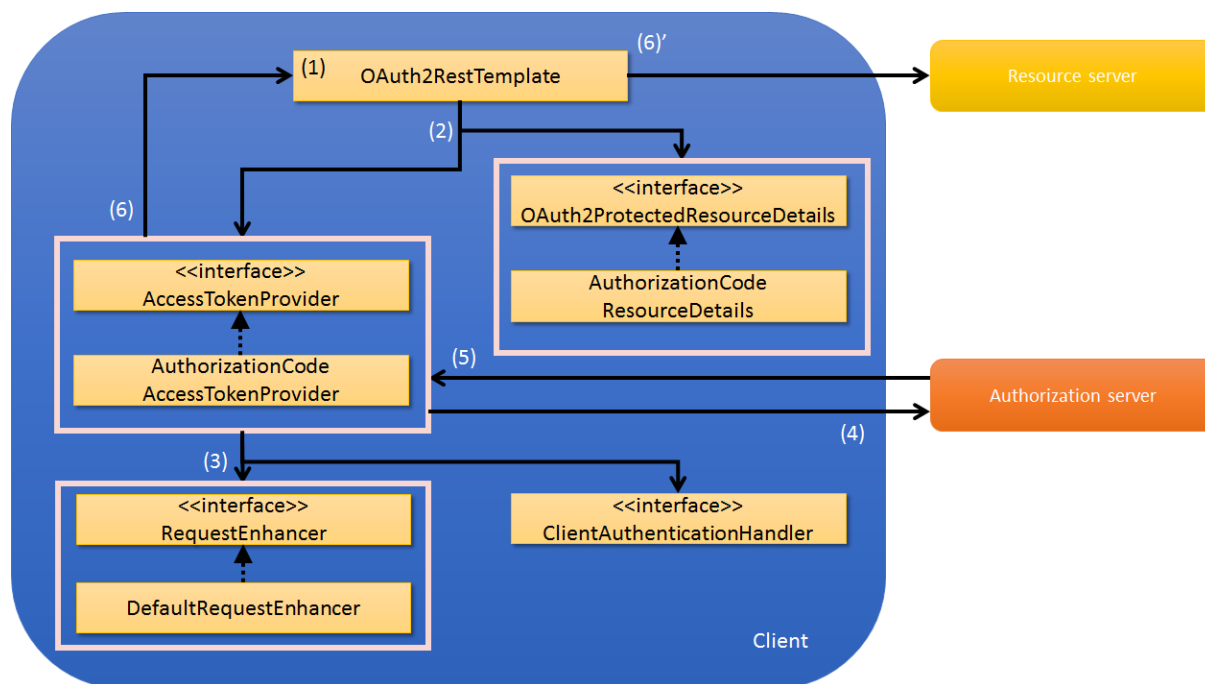 (6)’
(1)
OAuth2RestTemplate
Resource server
(2)
<<interface>>
OAuth2ProtectedResourceDetails
(6)
AuthorizationCode
ResourceDetails
<<interface>>
AccessTokenProvider
AuthorizationCode
AccessTokenProvider
(5)
Authorization server
(4)
(3)
<<interface>>
RequestEnhancer
<<interface>>
ClientAuthenticationHandler
DefaultRequestEnhancer
Client